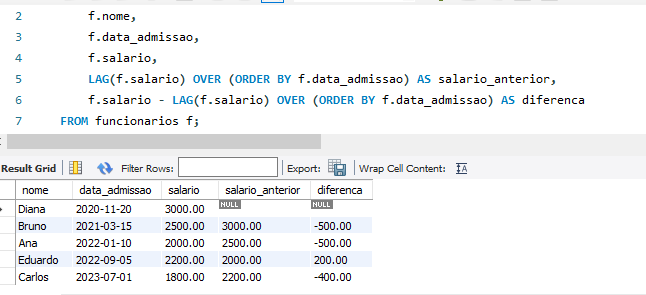 2 f.nome,
3 f.data_admissao,
4 f.salario,
5 LAG(f.salario) OVER (ORDER BY f.data_admissao) AS salario_anterior,
6 f.salario - LAG(f.salario) OVER (ORDER BY f.data_admissao) AS diferenca
7 FROM funcionarios f;
Result Grid Filter Rows: Export: Wrap Cell Content:
nome data_admissao salario salario_anterior diferenca
Diana 2020-11-20 3000.00 NULL NULL
Bruno 2021-03-15 2500.00 3000.00 -500.00
Ana 2022-01-10 2000.00 2500.00 -500.00
Eduardo 2022-09-05 2200.00 2000.00 200.00
Carlos 2023-07-01 1800.00 2200.00 -400.00